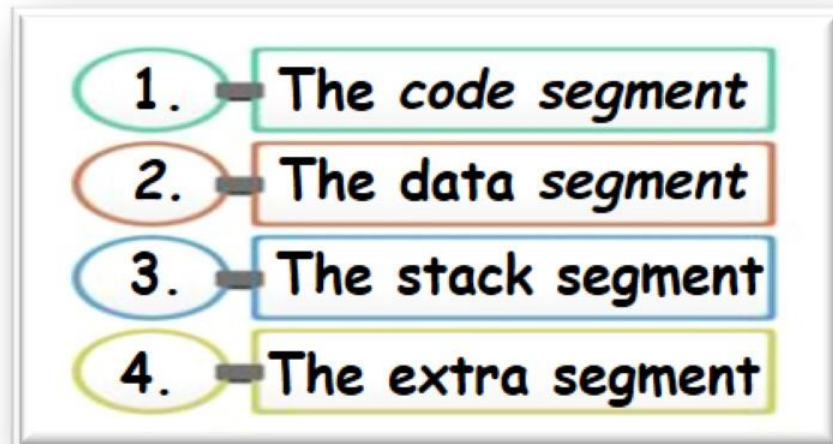 1. The code segment
2. The data segment
3. The stack segment
4. The extra segment